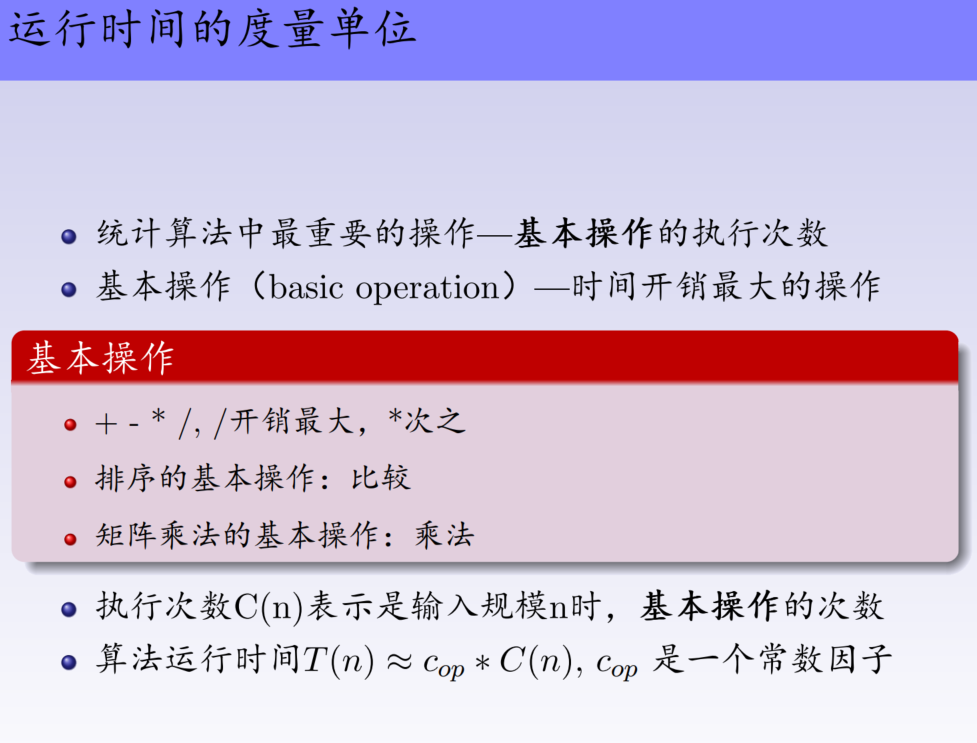 运行时间的度量单位
统计算法中最重要的操作—基本操作的执行次数
基本操作（basic operation）—时间开销最大的操作
基本操作
+ - * /, /开销最大，*次之
排序的基本操作：比较
矩阵乘法的基本操作：乘法
执行次数C(n)表示是输入规模n时，基本操作的次数
算法运行时间T(n) ≈ c_op * C(n), c_op 是一个常数因子